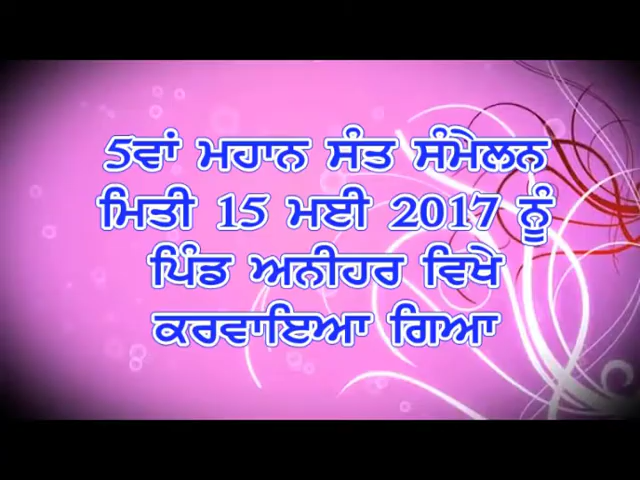 5ਵਾਂ ਮਹਾਨ ਸੰਤ ਸੰਮੇਲਨ
ਮਿਤੀ 15 ਮਈ 2017 ਨੂੰ
ਪਿੰਡ ਅਨੀਹਰ ਵਿਖੇ
ਕਰਵਾਇਆ ਗਿਆ